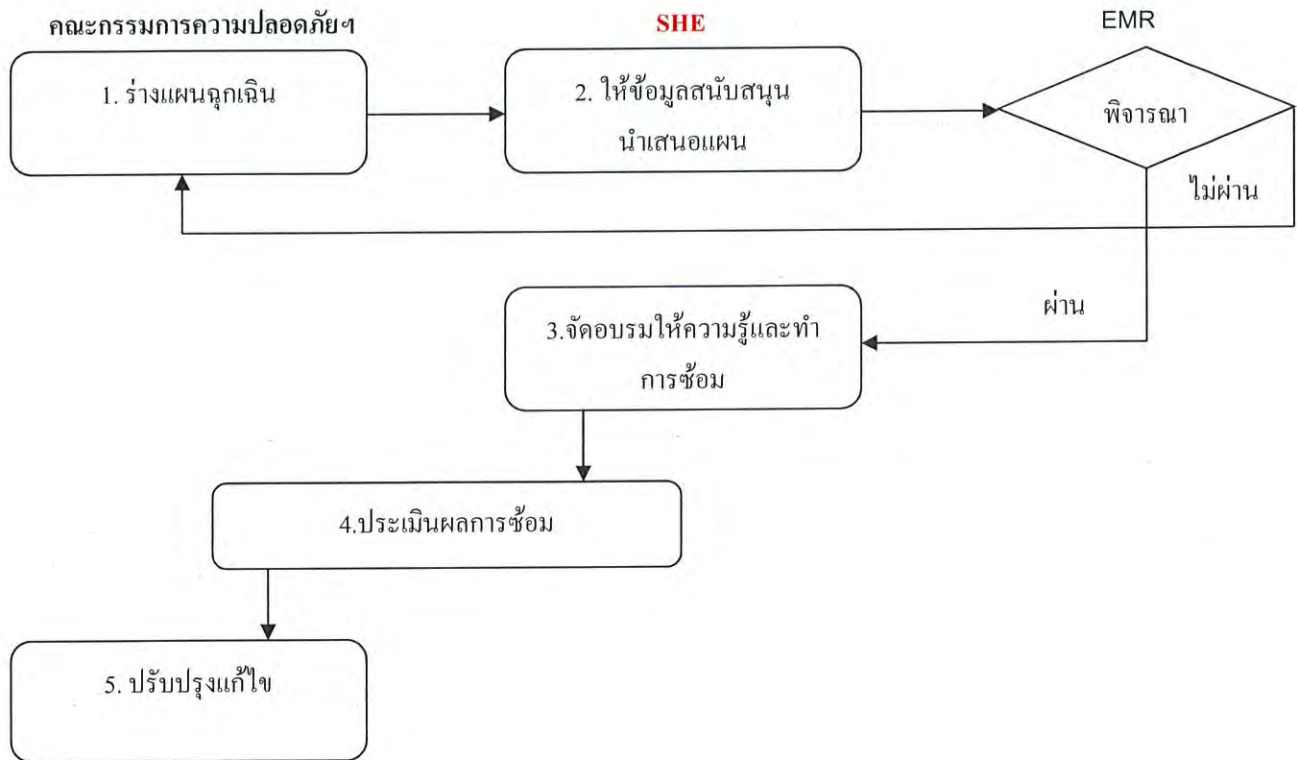 คณะกรรมการความปลอดภัยฯ
SHE
EMR
1. ร่างแผนฉุกเฉิน
2. ให้ข้อมูลสนับสนุน
นำเสนอแผน
พิจารณา
ไม่ผ่าน
ผ่าน
3.จัดอบรมให้ความรู้และทำ
การซ้อม
4.ประเมินผลการซ้อม
5. ปรับปรุงแก้ไข